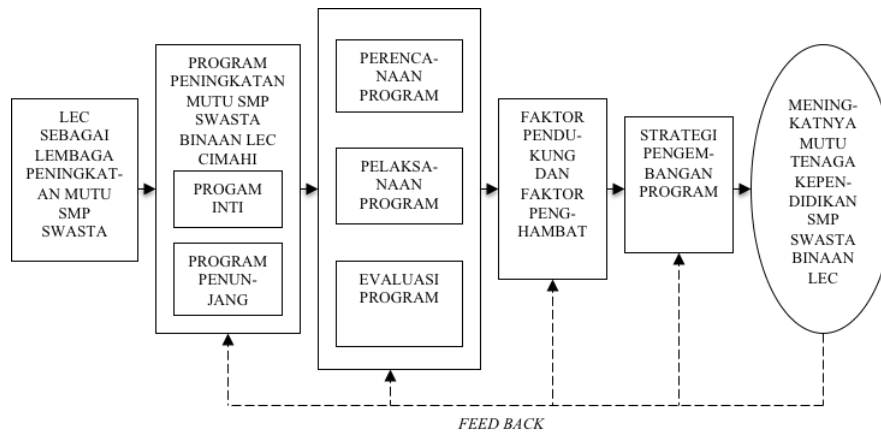 LEC
SEBAGAI
LEMBAGA
PENINGKAT-
AN MUTU
SMP
SWASTA
PROGRAM
PENINGKATAN
MUTU SMP
SWASTA
BINAAN LEC
CIMAHI
PROGAM
INTI
PROGRAM
PENUN-
JANG
PERENCA-
NAAN
PROGRAM
PELAKSA-
NAAN
PROGRAM
EVALUASI
PROGRAM
FAKTOR
PENDU-
KUNG
DAN
FAKTOR
PENG-
HAMBAT
STRATEGI
PENGEM-
BANGAN
PROGRAM
MENING-
KATNYA
MUTU
TENAGA
KEPEN-
DIDIKAN
SMP
SWASTA
BINAAN
LEC
FEED BACK